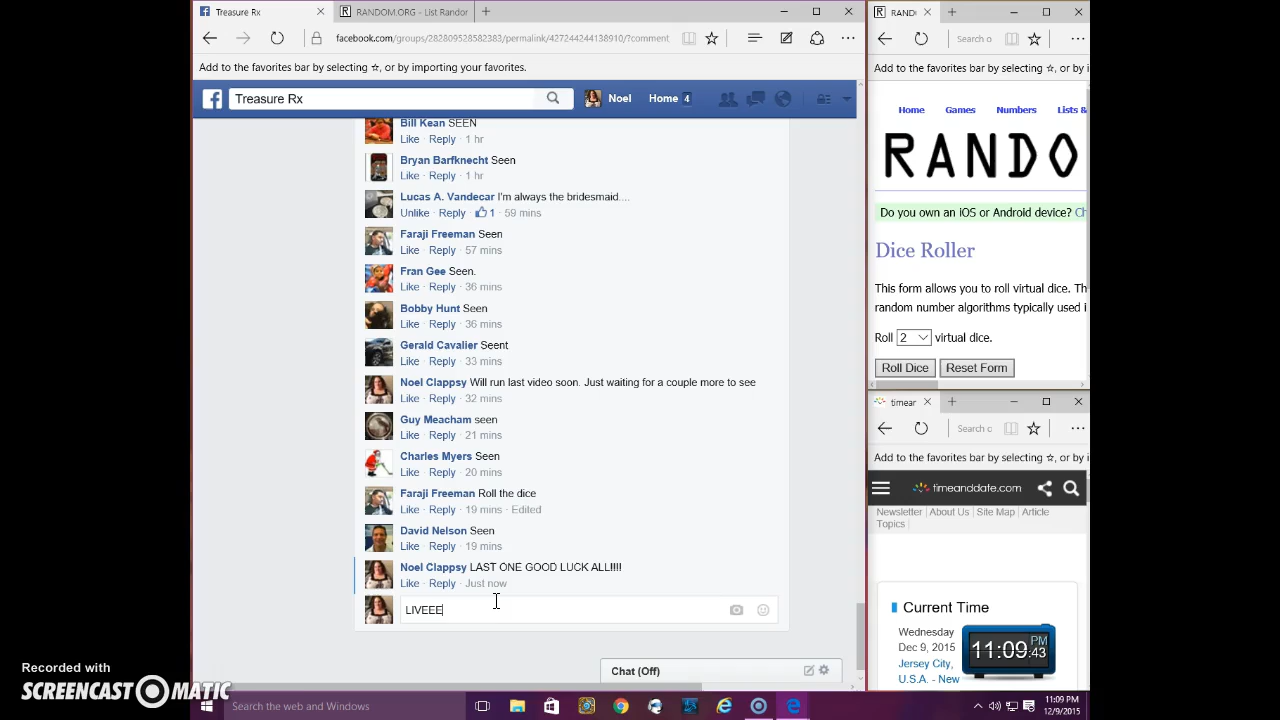 Treasure Rx
RANDOM.ORG - List Randor
facebook.com/groups/282809528582383/permalink/427244244138910/?comment
Add to the favorites bar by selecting ☆, or by importing your favorites.
Treasure Rx
Noel
Home 4
Bill Kean SEEN
Like · Reply · 1 hr
Bryan Barfknecht Seen
Like · Reply · 1 hr
Lucas A. Vandecar I'm always the bridesmaid....
Unlike · Reply · 1 · 59 mins
Faraji Freeman Seen
Like · Reply · 57 mins
Fran Gee Seen.
Like · Reply · 36 mins
Bobby Hunt Seen
Like · Reply · 36 mins
Gerald Cavalier Seent
Like · Reply · 33 mins
Noel Clappsy Will run last video soon. Just waiting for a couple more to see
Like · Reply · 32 mins
Guy Meacham seen
Like · Reply · 21 mins
Charles Myers Seen
Like · Reply · 20 mins
Faraji Freeman Roll the dice
Like · Reply · 19 mins · Edited
David Nelson Seen
Like · Reply · 19 mins
Noel Clappsy LAST ONE GOOD LUCK ALL!!!!
Like · Reply · Just now
LIVEEE
Chat (Off)
RAND
Search o
Add to the favorites bar by selecting ☆, or by i
Home Games Numbers Lists &
RANDO
Do you own an iOS or Android device? Ch
Dice Roller
This form allows you to roll virtual dice. Th
random number algorithms typically used i
Roll 2 virtual dice.
Roll Dice
Reset Form
timear
Search o
Add to the favorites bar by selecting ☆, or by i
timeanddate.com
Newsletter | About Us | Site Map | Article
Topics |
Current Time
Wednesday
Dec 9, 2015
Jersey City,
U.S.A. - New
11:09:43 PM
Recorded with
SCREENCAST MATIC
Search the web and Windows
11:09 PM
12/9/2015